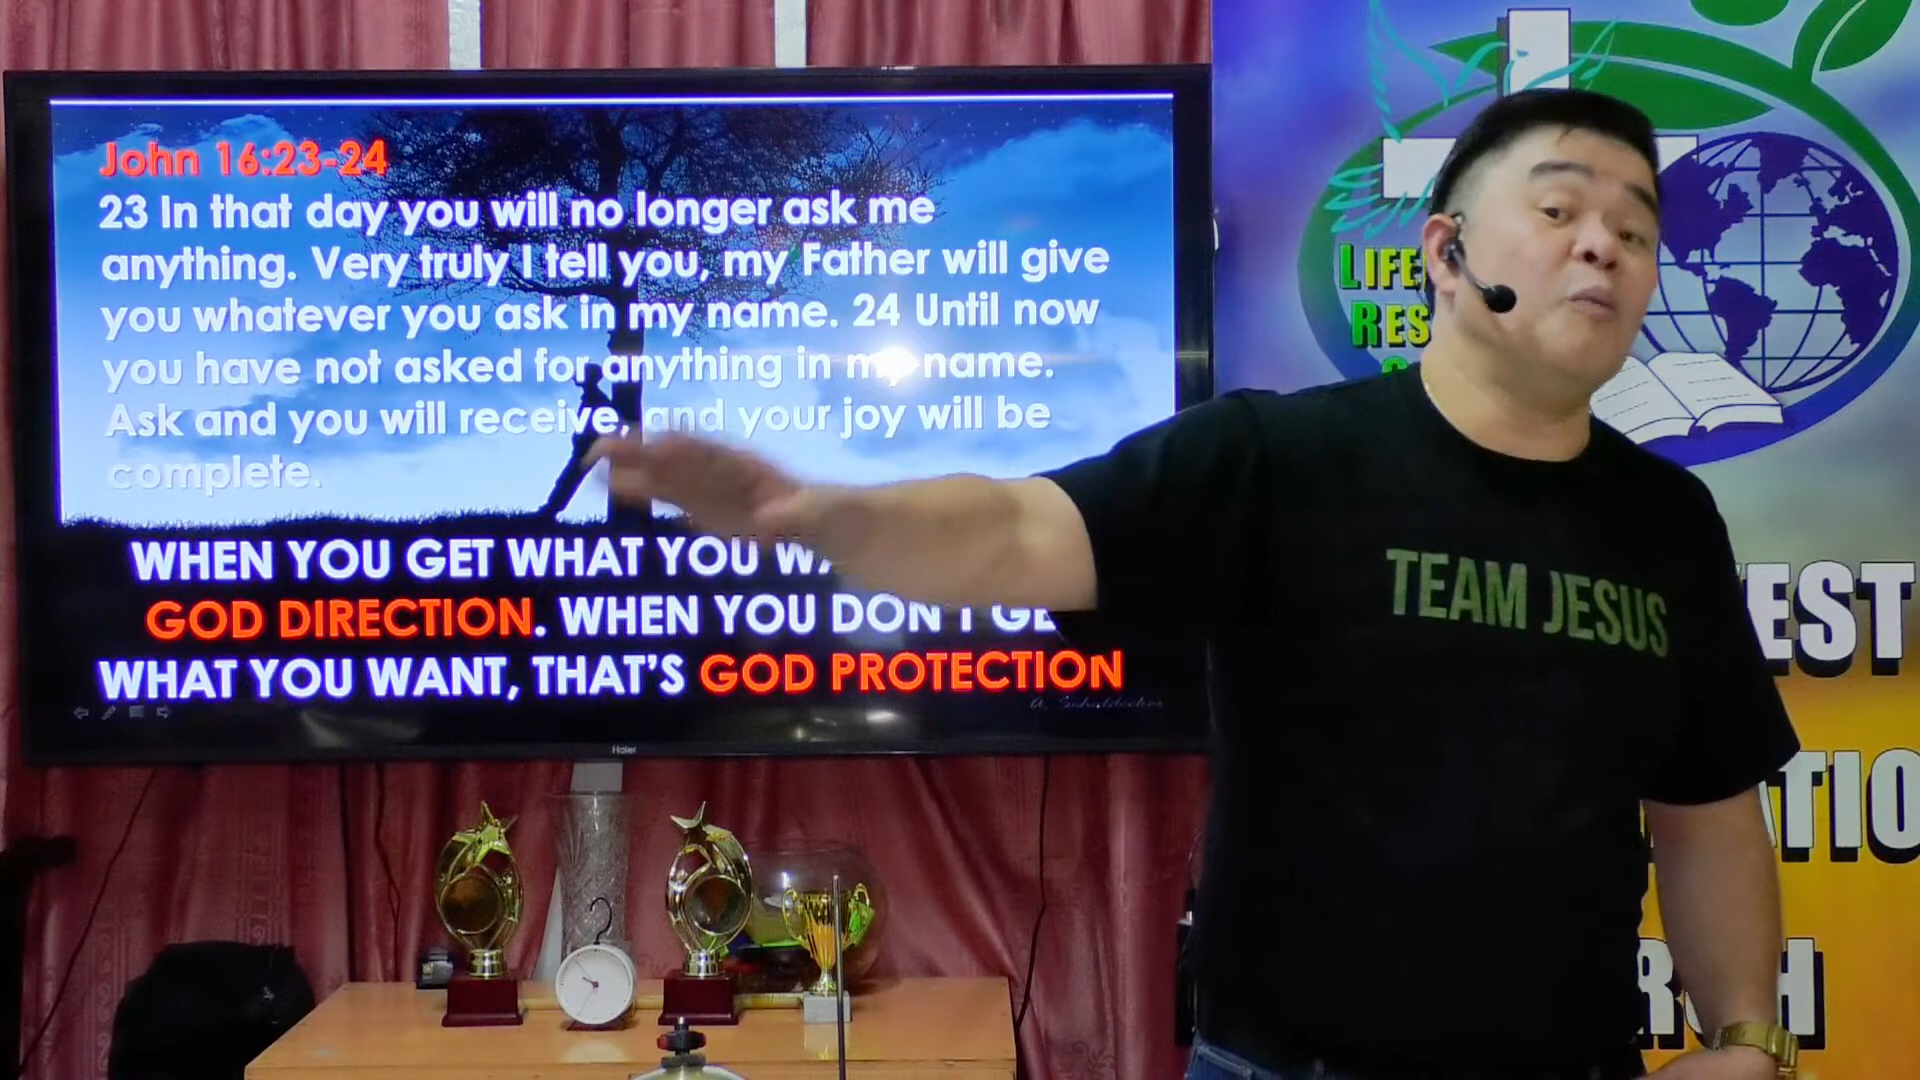 John 16:23-24
23 In that day you will no longer ask me
anything. Very truly I tell you, my Father will give
you whatever you ask in my name. 24 Until now
you have not asked for anything in my name.
Ask and you will receive, and your joy will be
complete.
WHEN YOU GET WHAT YOU
GOD DIRECTION. WHEN YOU DON'T
WHAT YOU WANT, THAT'S GOD PROTECTION
Haier
LIFE
RES
TEAM JESUS
EST
ATIO